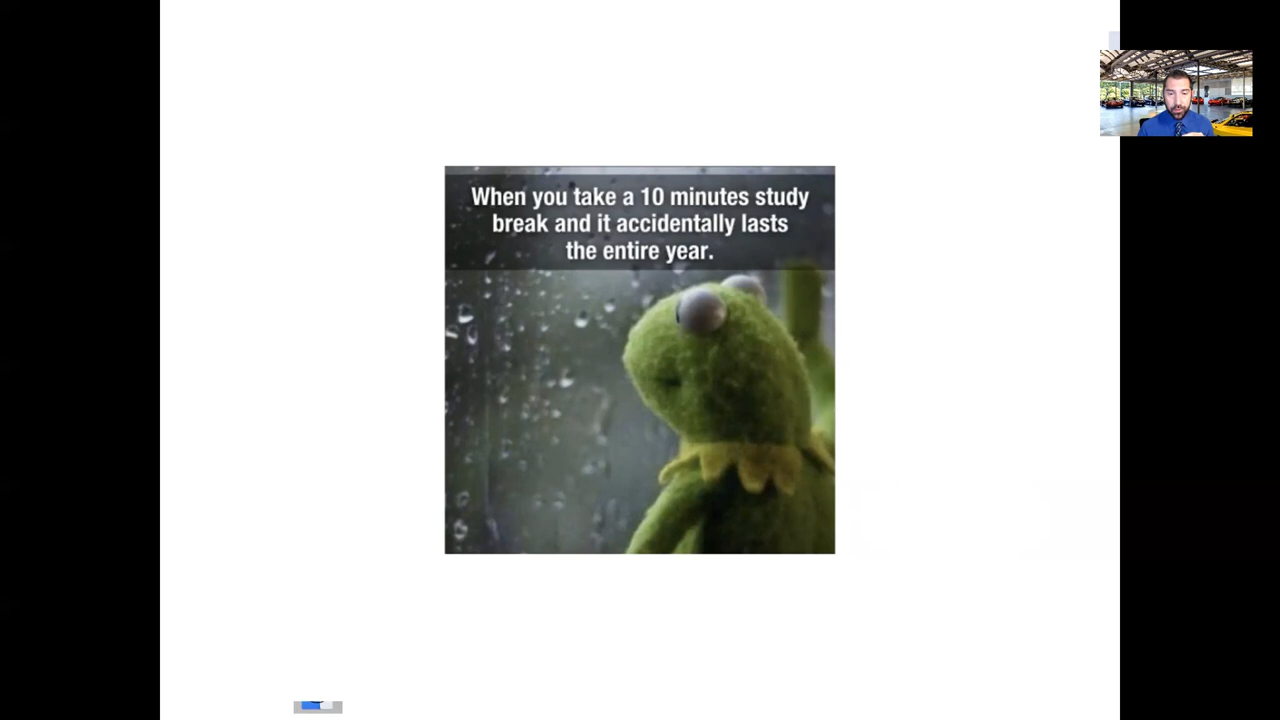 When you take a 10 minutes study
break and it accidentally lasts
the entire year.